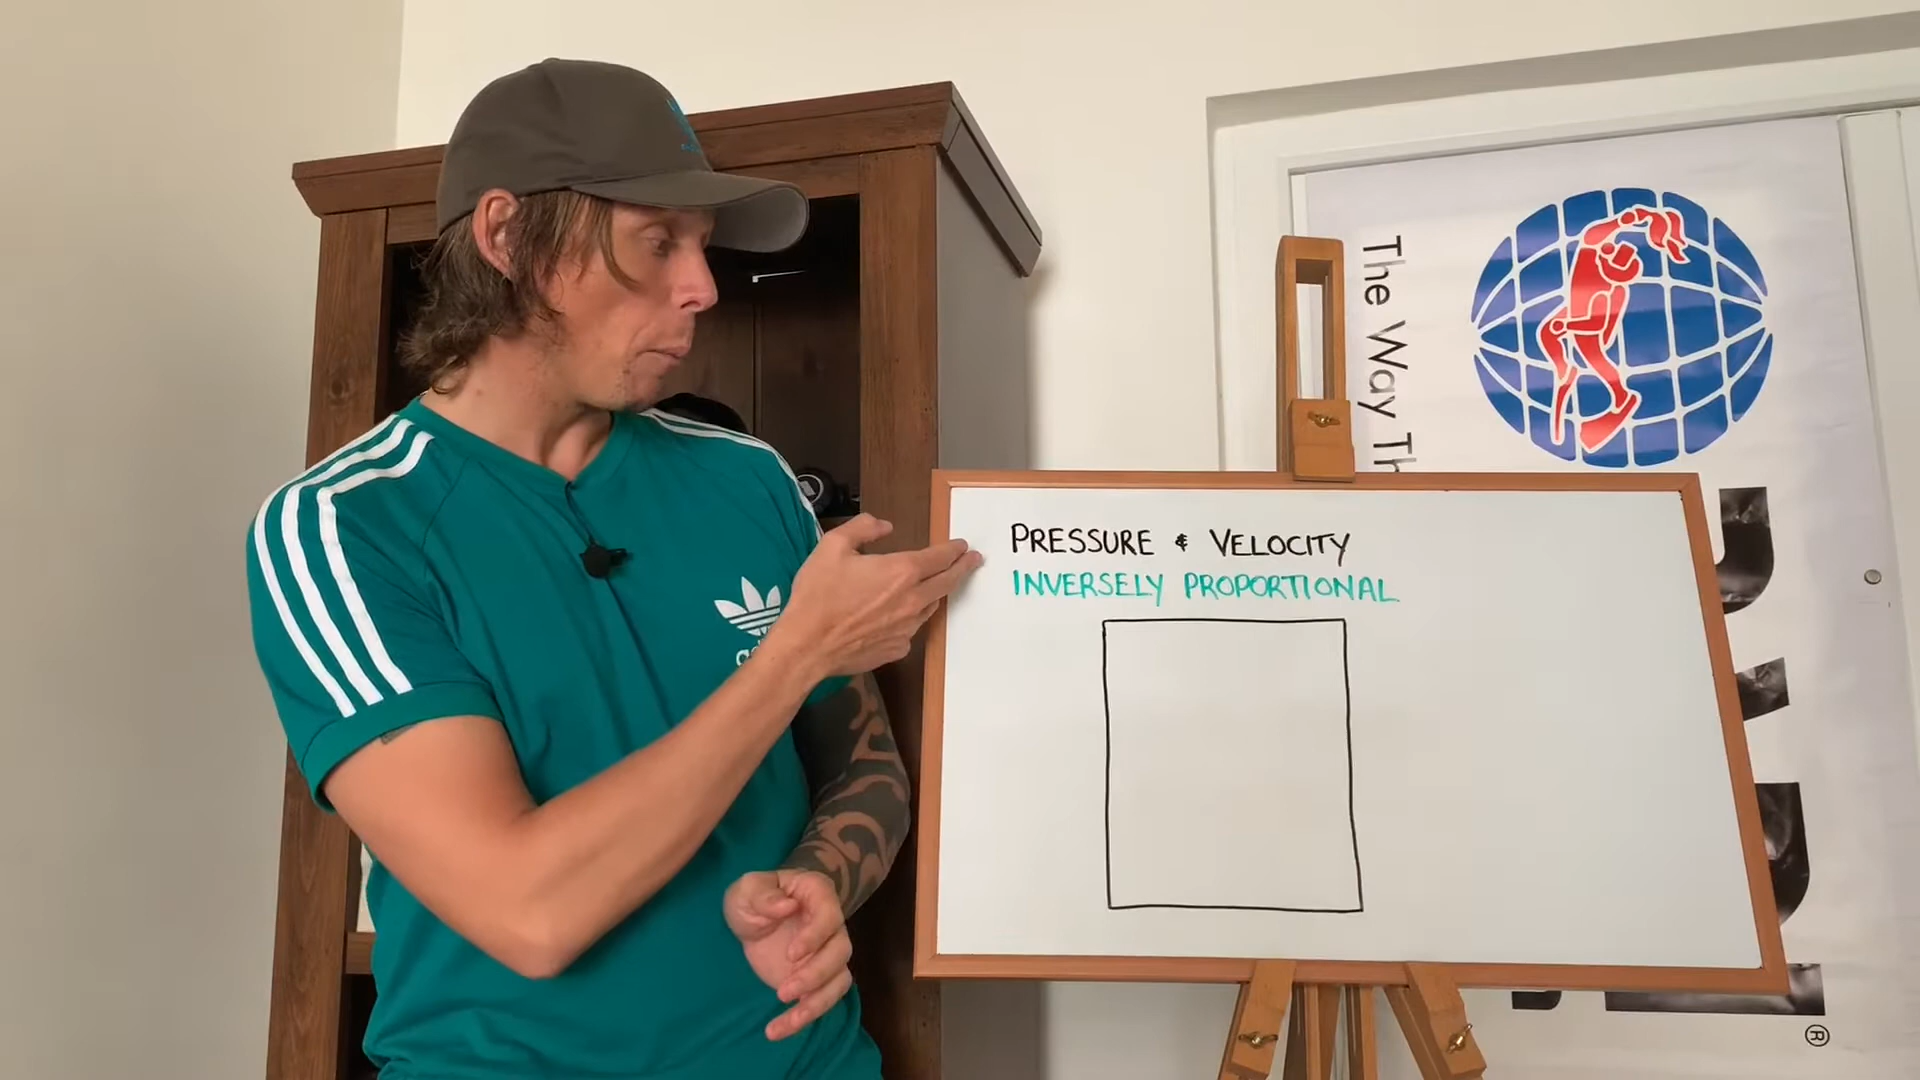 PRESSURE & VELOCITY
INVERSELY PROPORTIONAL
The Way Th
®